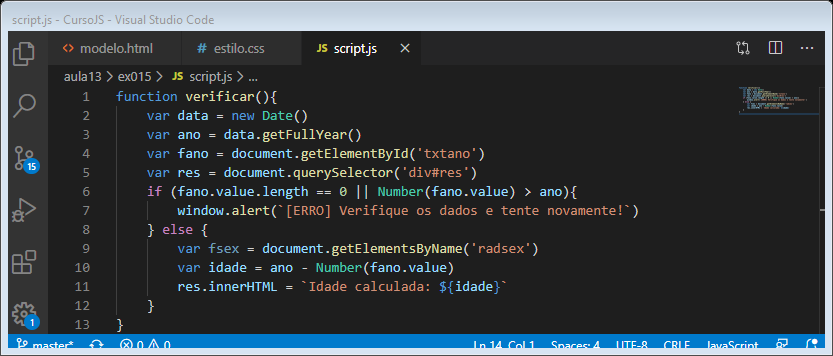 script.js - CursoJS - Visual Studio Code
modelo.html estilo.css JS script.js ×
aula13 > ex015 > JS script.js > ...
1 function verificar(){
2 var data = new Date()
3 var ano = data.getFullYear()
4 var fano = document.getElementById('txtano')
5 var res = document.querySelector('div#res')
6 if (fano.value.length == 0 || Number(fano.value) > ano){
7 window.alert(`[ERRO] Verifique os dados e tente novamente!`)
8 } else {
9 var fsex = document.getElementsByName('radsex')
10 var idade = ano - Number(fano.value)
11 res.innerHTML = `Idade calculada: ${idade}`
12 }
13 }
15
1
master* 0 0 Ln 14, Col 1 Spaces: 4 UTF-8 CRLF JavaScript